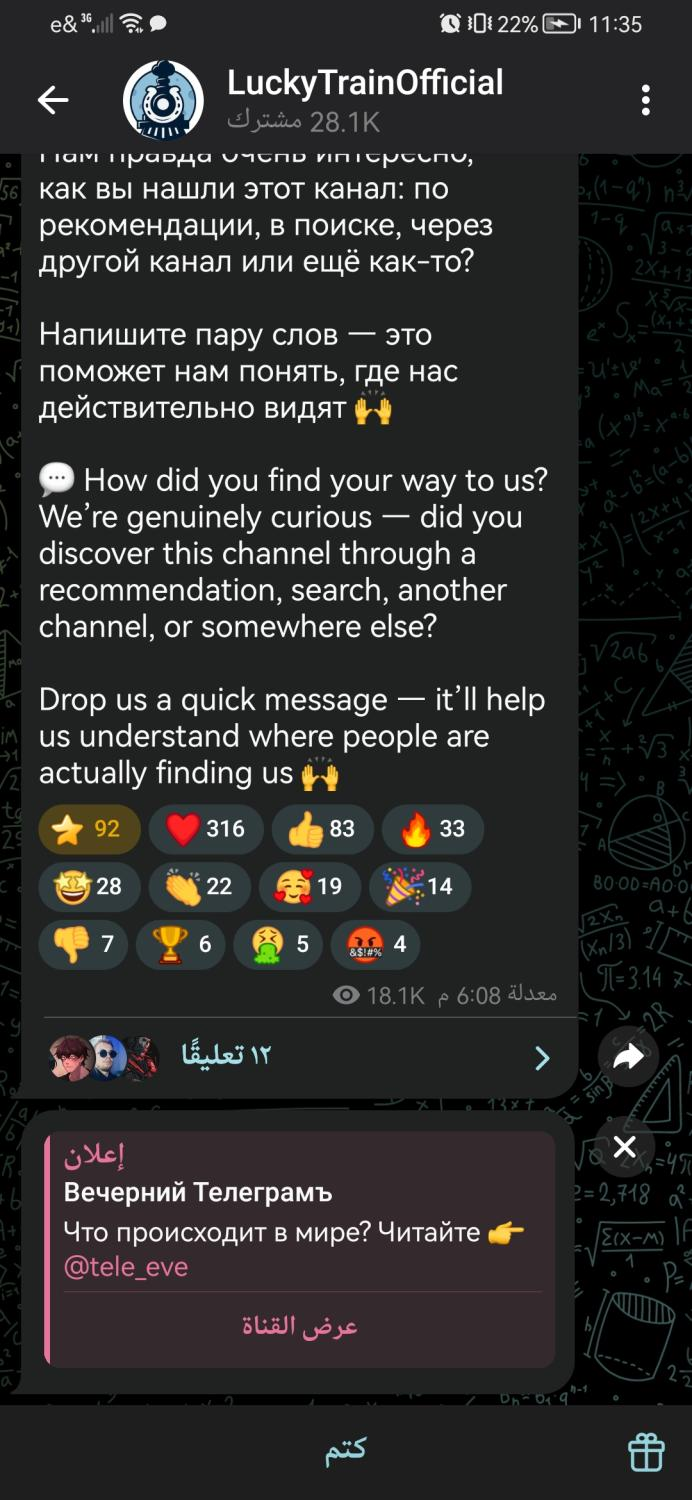 e& 3G 22% 11:35
LuckyTrainOfficial
28.1K مشترك
Нам правда очень интересно,
как вы нашли этот канал: по
рекомендации, в поиске, через
другой канал или ещё как-то?
Напишите пару слов — это
поможет нам понять, где нас
действительно видят 🙌
💬 How did you find your way to us?
We’re genuinely curious — did you
discover this channel through a
recommendation, search, another
channel, or somewhere else?
Drop us a quick message — it’ll help
us understand where people are
actually finding us 🙌
⭐ 92 ❤️ 316 👍 83 🔥 33
🤩 28 👏 22 🥰 19 🎉 14
👎 7 🏆 6 🤮 5 🤬 4
18.1K معدلة 6:08 م
١٢ تعليقًا
إعلان
Вечерний Телеграмъ
Что происходит в мире? Читайте 👉
@tele_eve
عرض القناة
كتم